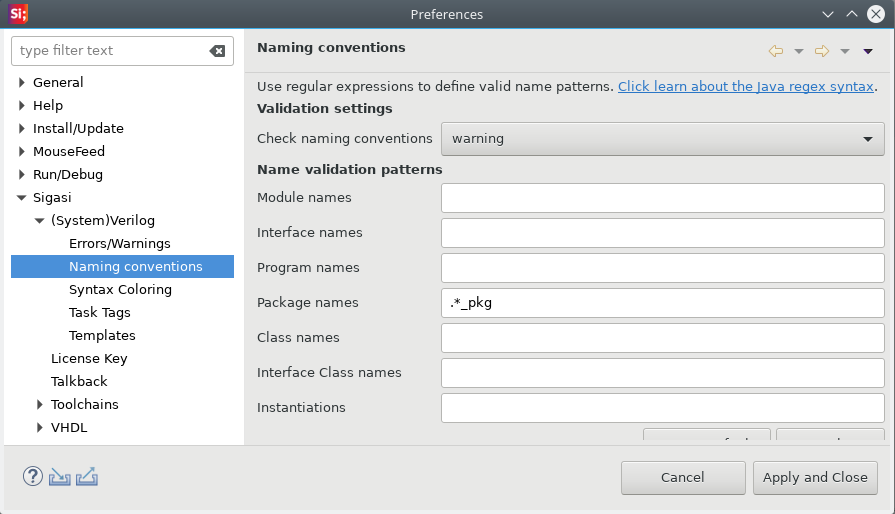 Si;
Preferences
type filter text
General
Help
Install/Update
MouseFeed
Run/Debug
Sigasi
(System)Verilog
Errors/Warnings
Naming conventions
Syntax Coloring
Task Tags
Templates
License Key
Talkback
Toolchains
VHDL
Naming conventions
Use regular expressions to define valid name patterns. Click learn about the Java regex syntax.
Validation settings
Check naming conventions warning
Name validation patterns
Module names
Interface names
Program names
Package names .*_pkg
Class names
Interface Class names
Instantiations
Cancel Apply and Close